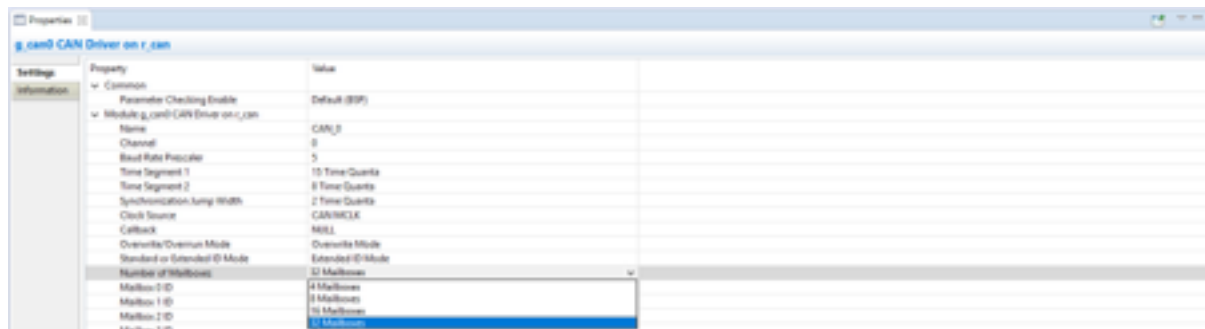 Properties
g_can0 CAN Driver on r_can
Settings
Information
Property Value
Common
Parameter Checking Enable Default (BSP)
Module g_can0 CAN Driver on r_can
Name CAN_0
Channel 0
Baud Rate Prescaler 5
Time Segment 1 15 Time Quanta
Time Segment 2 8 Time Quanta
Synchronization Jump Width 2 Time Quanta
Clock Source CANMCLK
Callback NULL
Overwrite/Overrun Mode Overwrite Mode
Standard or Extended ID Mode Extended ID Mode
Number of Mailboxes 32 Mailboxes
Mailbox 0 ID
4 Mailboxes
Mailbox 1 ID
8 Mailboxes
Mailbox 2 ID
16 Mailboxes
32 Mailboxes